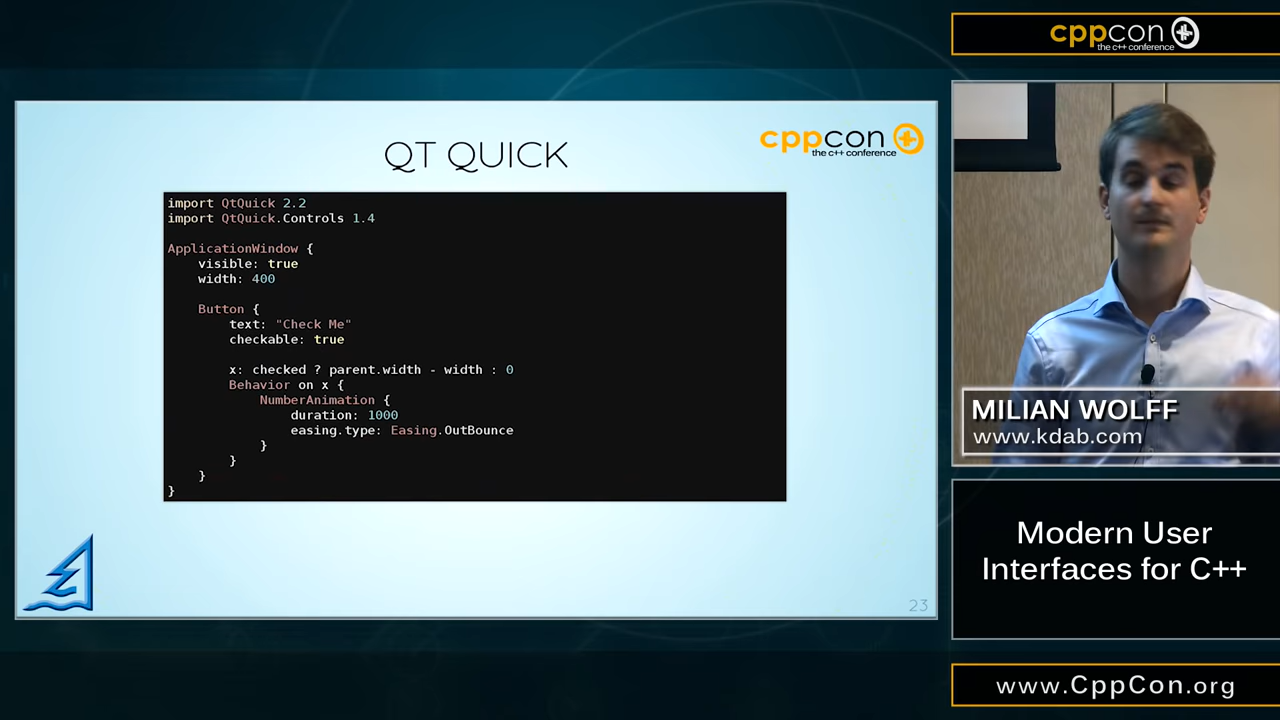 QT QUICK
cppcon
the c++ conference
import QtQuick 2.2
import QtQuick.Controls 1.4
ApplicationWindow {
visible: true
width: 400
Button {
text: "Check Me"
checkable: true
x: checked ? parent.width - width : 0
Behavior on x {
NumberAnimation {
duration: 1000
easing.type: Easing.OutBounce
}
}
}
}
23
cppcon
the c++ conference
MILIAN WOLFF
www.kdab.com
Modern User
Interfaces for C++
www.CppCon.org